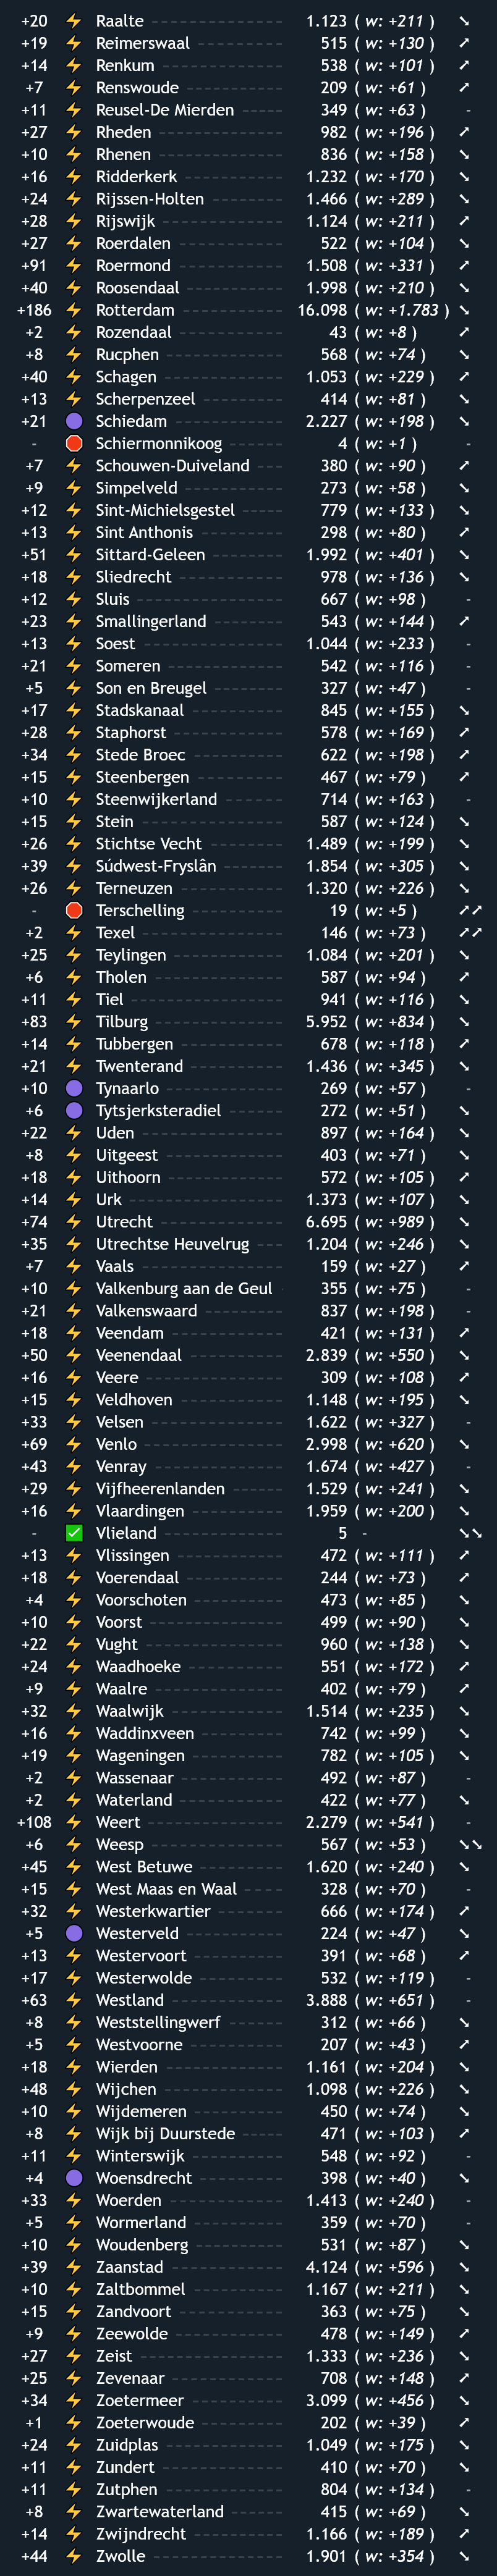 +20 ⚡ Raalte 1.123 ( w: +211 ) ➘
+19 ⚡ Reimerswaal 515 ( w: +130 ) ➚
+14 ⚡ Renkum 538 ( w: +101 ) ➚
+7 ⚡ Renswoude 209 ( w: +61 ) ➚
+11 ⚡ Reusel-De Mierden 349 ( w: +63 ) -
+27 ⚡ Rheden 982 ( w: +196 ) ➚
+10 ⚡ Rhenen 836 ( w: +158 ) ➘
+16 ⚡ Ridderkerk 1.232 ( w: +170 ) ➘
+24 ⚡ Rijssen-Holten 1.466 ( w: +289 ) ➘
+28 ⚡ Rijswijk 1.124 ( w: +211 ) ➚
+27 ⚡ Roerdalen 522 ( w: +104 ) ➘
+91 ⚡ Roermond 1.508 ( w: +331 ) ➚
+40 ⚡ Roosendaal 1.998 ( w: +210 ) ➘
+186 ⚡ Rotterdam 16.098 ( w: +1.783 ) ➘
+2 ⚡ Rozendaal 43 ( w: +8 ) ➚
+8 ⚡ Rucphen 568 ( w: +74 ) ➘
+40 ⚡ Schagen 1.053 ( w: +229 ) ➚
+13 ⚡ Scherpenzeel 414 ( w: +81 ) ➘
+21 🟣 Schiedam 2.227 ( w: +198 ) ➘
- 🛑 Schiermonnikoog 4 ( w: +1 ) -
+7 ⚡ Schouwen-Duiveland 380 ( w: +90 ) ➚
+9 ⚡ Simpelveld 273 ( w: +58 ) ➘
+12 ⚡ Sint-Michielsgestel 779 ( w: +133 ) ➘
+13 ⚡ Sint Anthonis 298 ( w: +80 ) ➚
+51 ⚡ Sittard-Geleen 1.992 ( w: +401 ) ➘
+18 ⚡ Sliedrecht 978 ( w: +136 ) ➘
+12 ⚡ Sluis 667 ( w: +98 ) -
+23 ⚡ Smallingerland 543 ( w: +144 ) ➚
+13 ⚡ Soest 1.044 ( w: +233 ) -
+21 ⚡ Someren 542 ( w: +116 ) -
+5 ⚡ Son en Breugel 327 ( w: +47 ) -
+17 ⚡ Stadskanaal 845 ( w: +155 ) ➘
+28 ⚡ Staphorst 578 ( w: +169 ) ➚
+34 ⚡ Stede Broec 622 ( w: +198 ) ➚
+15 ⚡ Steenbergen 467 ( w: +79 ) ➚
+10 ⚡ Steenwijkerland 714 ( w: +163 ) -
+15 ⚡ Stein 587 ( w: +124 ) ➘
+26 ⚡ Stichtse Vecht 1.489 ( w: +199 ) ➘
+39 ⚡ Súdwest-Fryslân 1.854 ( w: +305 ) ➘
+26 ⚡ Terneuzen 1.320 ( w: +226 ) ➘
- 🛑 Terschelling 19 ( w: +5 ) ➚➚
+2 ⚡ Texel 146 ( w: +73 ) ➚➚
+25 ⚡ Teylingen 1.084 ( w: +201 ) ➘
+6 ⚡ Tholen 587 ( w: +94 ) ➚
+11 ⚡ Tiel 941 ( w: +116 ) ➘
+83 ⚡ Tilburg 5.952 ( w: +834 ) ➘
+14 ⚡ Tubbergen 678 ( w: +118 ) ➚
+21 ⚡ Twenterand 1.436 ( w: +345 ) ➘
+10 🟣 Tynaarlo 269 ( w: +57 ) -
+6 🟣 Tytsjerksteradiel 272 ( w: +51 ) ➘
+22 ⚡ Uden 897 ( w: +164 ) ➘
+8 ⚡ Uitgeest 403 ( w: +71 ) ➘
+18 ⚡ Uithoorn 572 ( w: +105 ) ➚
+14 ⚡ Urk 1.373 ( w: +107 ) ➘
+74 ⚡ Utrecht 6.695 ( w: +989 ) ➘
+35 ⚡ Utrechtse Heuvelrug 1.204 ( w: +246 ) ➘
+7 ⚡ Vaals 159 ( w: +27 ) ➚
+10 ⚡ Valkenburg aan de Geul 355 ( w: +75 ) -
+21 ⚡ Valkenswaard 837 ( w: +198 ) -
+18 ⚡ Veendam 421 ( w: +131 ) ➚
+50 ⚡ Veenendaal 2.839 ( w: +550 ) ➘
+16 ⚡ Veere 309 ( w: +108 ) ➚
+15 ⚡ Veldhoven 1.148 ( w: +195 ) ➘
+33 ⚡ Velsen 1.622 ( w: +327 ) -
+69 ⚡ Venlo 2.998 ( w: +620 ) ➘
+43 ⚡ Venray 1.674 ( w: +427 ) -
+29 ⚡ Vijfheerenlanden 1.529 ( w: +241 ) ➘
+16 ⚡ Vlaardingen 1.959 ( w: +200 ) ➘
- ✅ Vlieland 5 - ➘➘
+13 ⚡ Vlissingen 472 ( w: +111 ) ➚
+18 ⚡ Voerendaal 244 ( w: +73 ) ➚
+4 ⚡ Voorschoten 473 ( w: +85 ) ➘
+10 ⚡ Voorst 499 ( w: +90 ) ➘
+22 ⚡ Vught 960 ( w: +138 ) ➘
+24 ⚡ Waadhoeke 551 ( w: +172 ) ➚
+9 ⚡ Waalre 402 ( w: +79 ) ➚
+32 ⚡ Waalwijk 1.514 ( w: +235 ) ➘
+16 ⚡ Waddinxveen 742 ( w: +99 ) ➘
+19 ⚡ Wageningen 782 ( w: +105 ) ➘
+2 ⚡ Wassenaar 492 ( w: +87 ) -
+2 ⚡ Waterland 422 ( w: +77 ) ➘
+108 ⚡ Weert 2.279 ( w: +541 ) -
+6 ⚡ Weesp 567 ( w: +53 ) ➘➘
+45 ⚡ West Betuwe 1.620 ( w: +240 ) ➘
+15 ⚡ West Maas en Waal 328 ( w: +70 ) -
+32 ⚡ Westerkwartier 666 ( w: +174 ) ➚
+5 🟣 Westerveld 224 ( w: +47 ) ➘
+13 ⚡ Westervoort 391 ( w: +68 ) ➚
+17 ⚡ Westerwolde 532 ( w: +119 ) -
+63 ⚡ Westland 3.888 ( w: +651 ) -
+8 ⚡ Weststellingwerf 312 ( w: +66 ) ➘
+5 ⚡ Westvoorne 207 ( w: +43 ) ➚
+18 ⚡ Wierden 1.161 ( w: +204 ) ➘
+48 ⚡ Wijchen 1.098 ( w: +226 ) ➘
+10 ⚡ Wijdemeren 450 ( w: +74 ) ➘
+8 ⚡ Wijk bij Duurstede 471 ( w: +103 ) ➚
+11 ⚡ Winterswijk 548 ( w: +92 ) -
+4 🟣 Woensdrecht 398 ( w: +40 ) ➘
+33 ⚡ Woerden 1.413 ( w: +240 ) -
+5 ⚡ Wormerland 359 ( w: +70 ) -
+10 ⚡ Woudenberg 531 ( w: +87 ) ➘
+39 ⚡ Zaanstad 4.124 ( w: +596 ) ➘
+10 ⚡ Zaltbommel 1.167 ( w: +211 ) ➘
+15 ⚡ Zandvoort 363 ( w: +75 ) ➘
+9 ⚡ Zeewolde 478 ( w: +149 ) ➚
+27 ⚡ Zeist 1.333 ( w: +236 ) ➘
+25 ⚡ Zevenaar 708 ( w: +148 ) ➚
+34 ⚡ Zoetermeer 3.099 ( w: +456 ) ➘
+1 ⚡ Zoeterwoude 202 ( w: +39 ) ➚
+24 ⚡ Zuidplas 1.049 ( w: +175 ) ➘
+11 ⚡ Zundert 410 ( w: +70 ) ➘
+11 ⚡ Zutphen 804 ( w: +134 ) -
+8 ⚡ Zwartewaterland 415 ( w: +69 ) ➘
+14 ⚡ Zwijndrecht 1.166 ( w: +189 ) ➚
+44 ⚡ Zwolle 1.901 ( w: +354 ) ➘